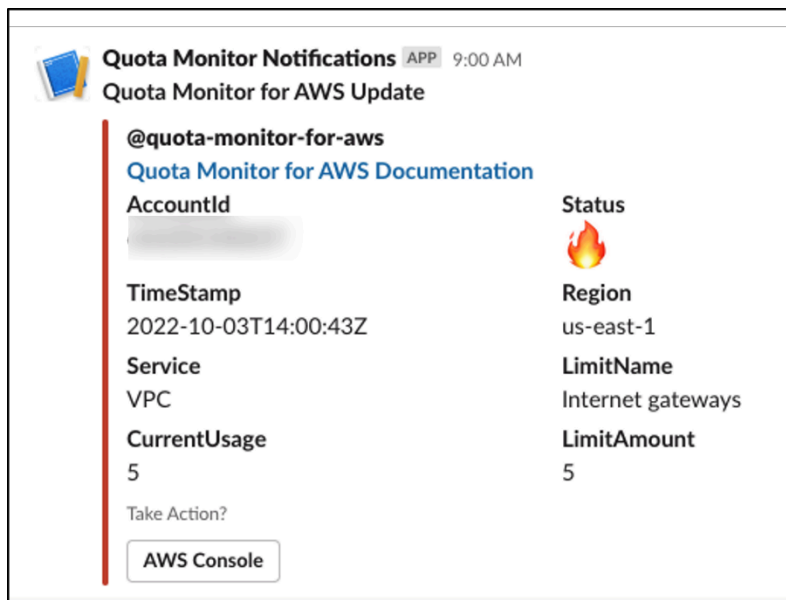 Quota Monitor Notifications APP 9:00 AM
Quota Monitor for AWS Update
@quota-monitor-for-aws
Quota Monitor for AWS Documentation
AccountId Status
TimeStamp Region
2022-10-03T14:00:43Z us-east-1
Service LimitName
VPC Internet gateways
CurrentUsage LimitAmount
5 5
Take Action?
AWS Console